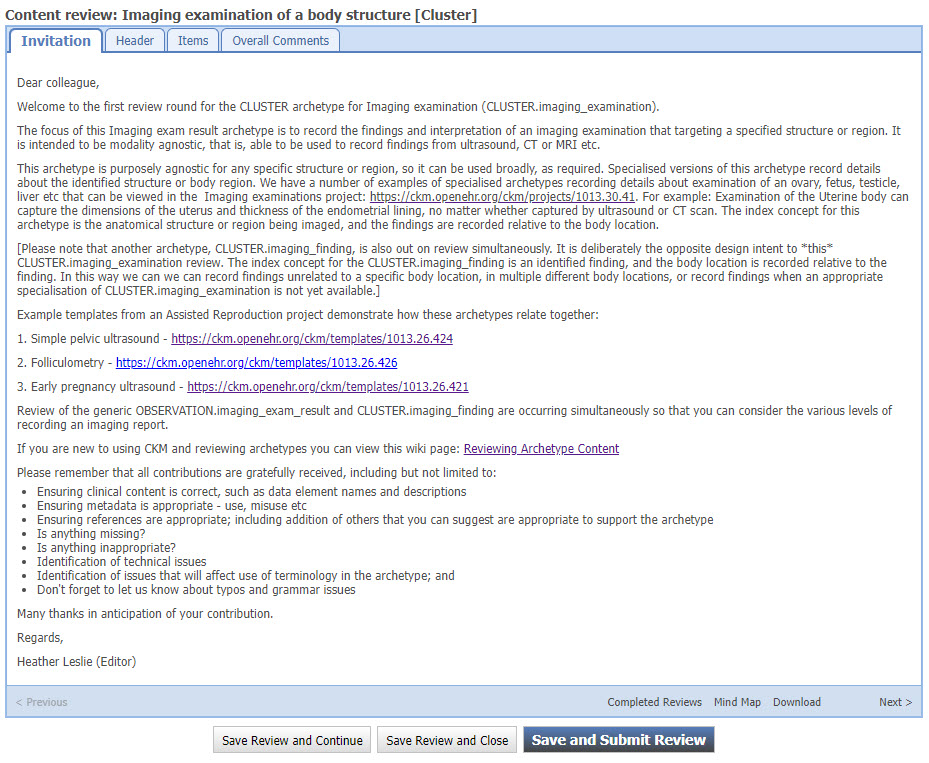 Content review: Imaging examination of a body structure [Cluster]
Invitation
Header
Items
Overall Comments
Dear colleague,
Welcome to the first review round for the CLUSTER archetype for Imaging examination (CLUSTER.imaging_examination).
The focus of this Imaging exam result archetype is to record the findings and interpretation of an imaging examination that targeting a specified structure or region. It
is intended to be modality agnostic, that is, able to be used to record findings from ultrasound, CT or MRI etc.
This archetype is purposely agnostic for any specific structure or region, so it can be used broadly, as required. Specialised versions of this archetype record details
about the identified structure or body region. We have a number of examples of specialised archetypes recording details about examination of an ovary, fetus, testicle,
liver etc that can be viewed in the  Imaging examinations project: https://ckm.openehr.org/ckm/projects/1013.30.41. For example: Examination of the Uterine body can
capture the dimensions of the uterus and thickness of the endometrial lining, no matter whether captured by ultrasound or CT scan. The index concept for this
archetype is the anatomical structure or region being imaged, and the findings are recorded relative to the body location.
[Please note that another archetype, CLUSTER.imaging_finding, is also out on review simultaneously. It is deliberately the opposite design intent to *this*
CLUSTER.imaging_examination review. The index concept for the CLUSTER.imaging_finding is an identified finding, and the body location is recorded relative to the
finding. In this way we can we can record findings unrelated to a specific body location, in multiple different body locations, or record findings when an appropriate
specialisation of CLUSTER.imaging_examination is not yet available.]
Example templates from an Assisted Reproduction project demonstrate how these archetypes relate together:
1. Simple pelvic ultrasound - https://ckm.openehr.org/ckm/templates/1013.26.424
2. Folliculometry - https://ckm.openehr.org/ckm/templates/1013.26.426
3. Early pregnancy ultrasound - https://ckm.openehr.org/ckm/templates/1013.26.421
Review of the generic OBSERVATION.imaging_exam_result and CLUSTER.imaging_finding are occurring simultaneously so that you can consider the various levels of
recording an imaging report.
If you are new to using CKM and reviewing archetypes you can view this wiki page: Reviewing Archetype Content
Please remember that all contributions are gratefully received, including but not limited to:
• Ensuring clinical content is correct, such as data element names and descriptions
• Ensuring metadata is appropriate - use, misuse etc
• Ensuring references are appropriate; including addition of others that you can suggest are appropriate to support the archetype
• Is anything missing?
• Is anything inappropriate?
• Identification of technical issues
• Identification of issues that will affect use of terminology in the archetype; and
• Don't forget to let us know about typos and grammar issues
Many thanks in anticipation of your contribution.
Regards,
Heather Leslie (Editor)
< Previous
Completed Reviews
Mind Map
Download
Next >
Save Review and Continue
Save Review and Close
Save and Submit Review